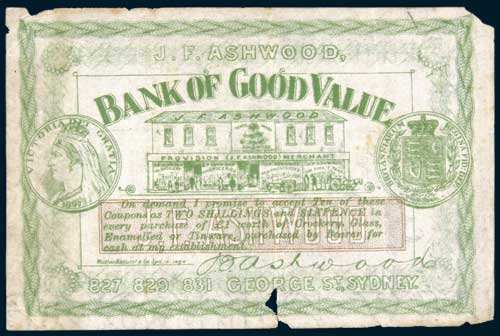 J. F. ASHWOOD,
BANK OF GOOD VALUE
J.F. ASHWOOD
PROVISION (J.F. ASHWOOD) MERCHANT
VICTORIA DEI GRATIA
1897
On demand I promise to accept Ten of these
Coupons as TWO SHILLINGS and SIXPENCE in
every purchase of £1 worth of Crockery, Glass,
Enamelled or Tinware, purchased and paid for
cash at my establishment.
J F Ashwood
827 829 831 GEORGE ST. SYDNEY.